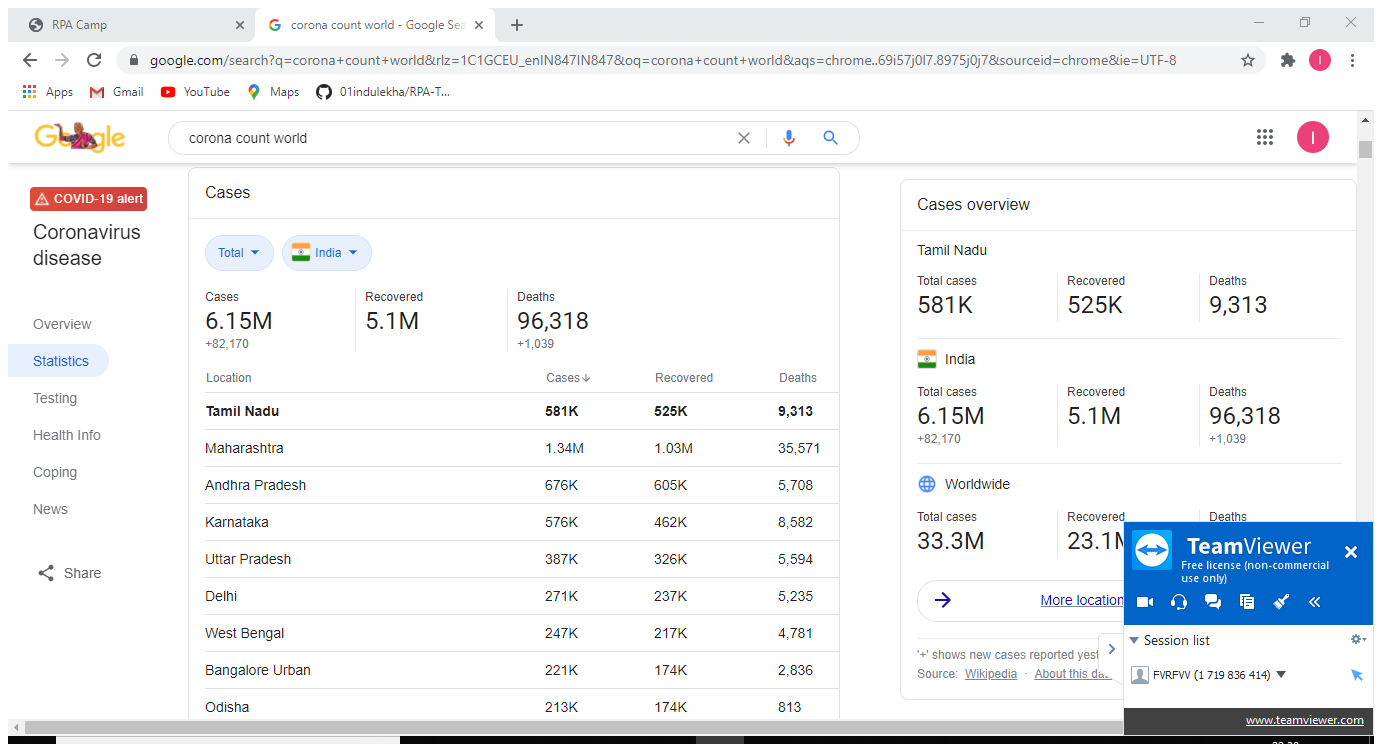 RPA Camp
corona count world - Google Sea
google.com/search?q=corona+count+world&rlz=1C1GCEU_enIN847IN847&oq=corona+count+world&aqs=chrome..69i57j0l7.8975j0j7&sourceid=chrome&ie=UTF-8
I
Apps
Gmail
YouTube
Maps
01indulekha/RPA-T...
Google
corona count world
I
COVID-19 alert
Coronavirus
disease
Overview
Statistics
Testing
Health Info
Coping
News
Share
Cases
Total
India
Cases Recovered Deaths
6.15M 5.1M 96,318
+82,170 +1,039
Location Cases↓ Recovered Deaths
Tamil Nadu 581K 525K 9,313
Maharashtra 1.34M 1.03M 35,571
Andhra Pradesh 676K 605K 5,708
Karnataka 576K 462K 8,582
Uttar Pradesh 387K 326K 5,594
Delhi 271K 237K 5,235
West Bengal 247K 217K 4,781
Bangalore Urban 221K 174K 2,836
Odisha 213K 174K 813
Cases overview
Tamil Nadu
Total cases Recovered Deaths
581K 525K 9,313
India
Total cases Recovered Deaths
6.15M 5.1M 96,318
+82,170 +1,039
Worldwide
Total cases Recovered Deaths
33.3M 23.1M
More location
'+' shows new cases reported yest
Source: Wikipedia · About this da
TeamViewer
Free license (non-commercial
use only)
Session list
FVRFVV (1 719 836 414)
www.teamviewer.com